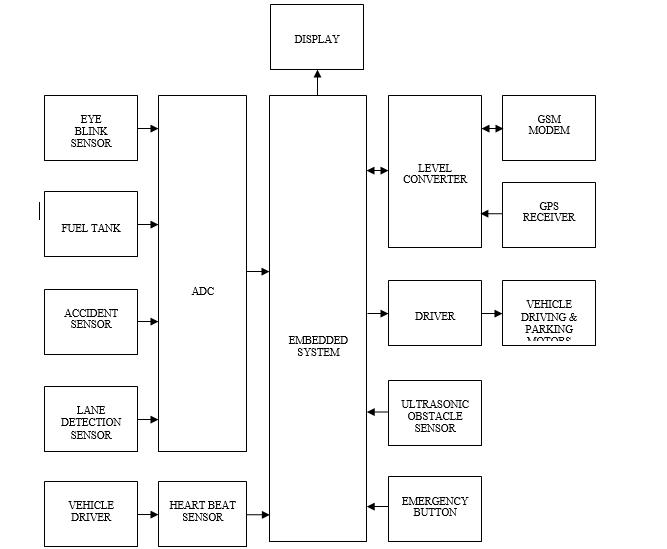 DISPLAY
EYE
BLINK
SENSOR
FUEL TANK
ACCIDENT
SENSOR
LANE
DETECTION
SENSOR
VEHICLE
DRIVER
ADC
HEART BEAT
SENSOR
EMBEDDED
SYSTEM
LEVEL
CONVERTER
GSM
MODEM
GPS
RECEIVER
DRIVER
VEHICLE
DRIVING &
PARKING
MOTORS
ULTRASONIC
OBSTACLE
SENSOR
EMERGENCY
BUTTON